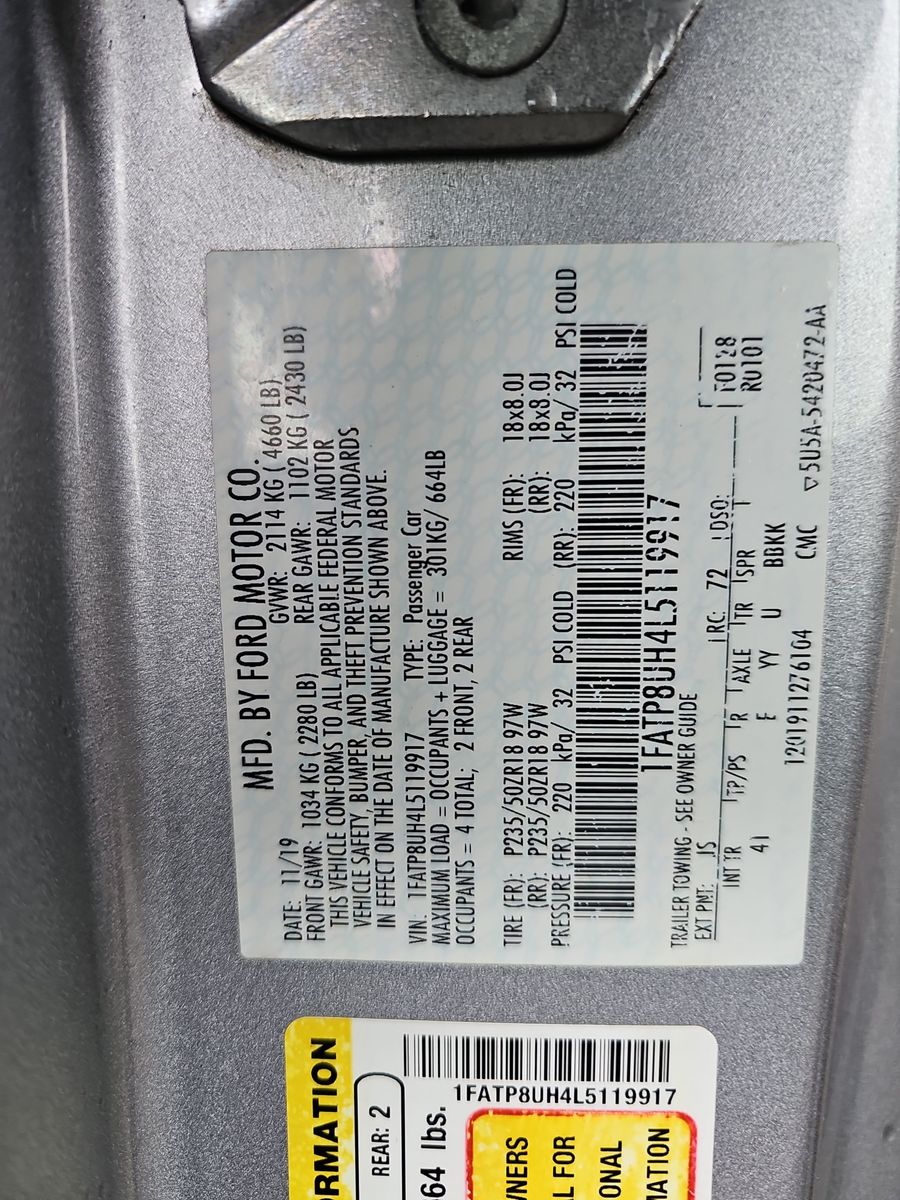 MFD. BY FORD MOTOR CO.
DATE: 11/19 GVWR: 2114 KG ( 4660 LB)
FRONT GAWR: 1034 KG ( 2280 LB) REAR GAWR: 1102 KG ( 2430 LB)
THIS VEHICLE CONFORMS TO ALL APPLICABLE FEDERAL MOTOR
VEHICLE SAFETY, BUMPER, AND THEFT PREVENTION STANDARDS
IN EFFECT ON THE DATE OF MANUFACTURE SHOWN ABOVE.
VIN: 1FATP8UH4L5119917 TYPE: Passenger Car
MAXIMUM LOAD = OCCUPANTS + LUGGAGE = 301KG/ 664LB
OCCUPANTS = 4 TOTAL; 2 FRONT, 2 REAR
TIRE (FR): P235/50ZR18 97W RIMS (FR): 18x8.0J
(RR): P235/50ZR18 97W (RR): 18x8.0J
PRESSURE (FR): 220 kPa/ 32 PSI COLD (RR): 220 kPa/ 32 PSI COLD
1FATP8UH4L5119917
TRAILER TOWING - SEE OWNER GUIDE
EXT PNT: JS RC: 72 DSO: F0128
INT TR TP/PS R AXLE TR SPR R0101
41 E YY U BBKK
1201911276104 CMC ▽5U5A-5420472-AA
ORMATION
REAR: 2
64 lbs.
1FATP8UH4L5119917
WNERS
L FOR
ONAL
MATION